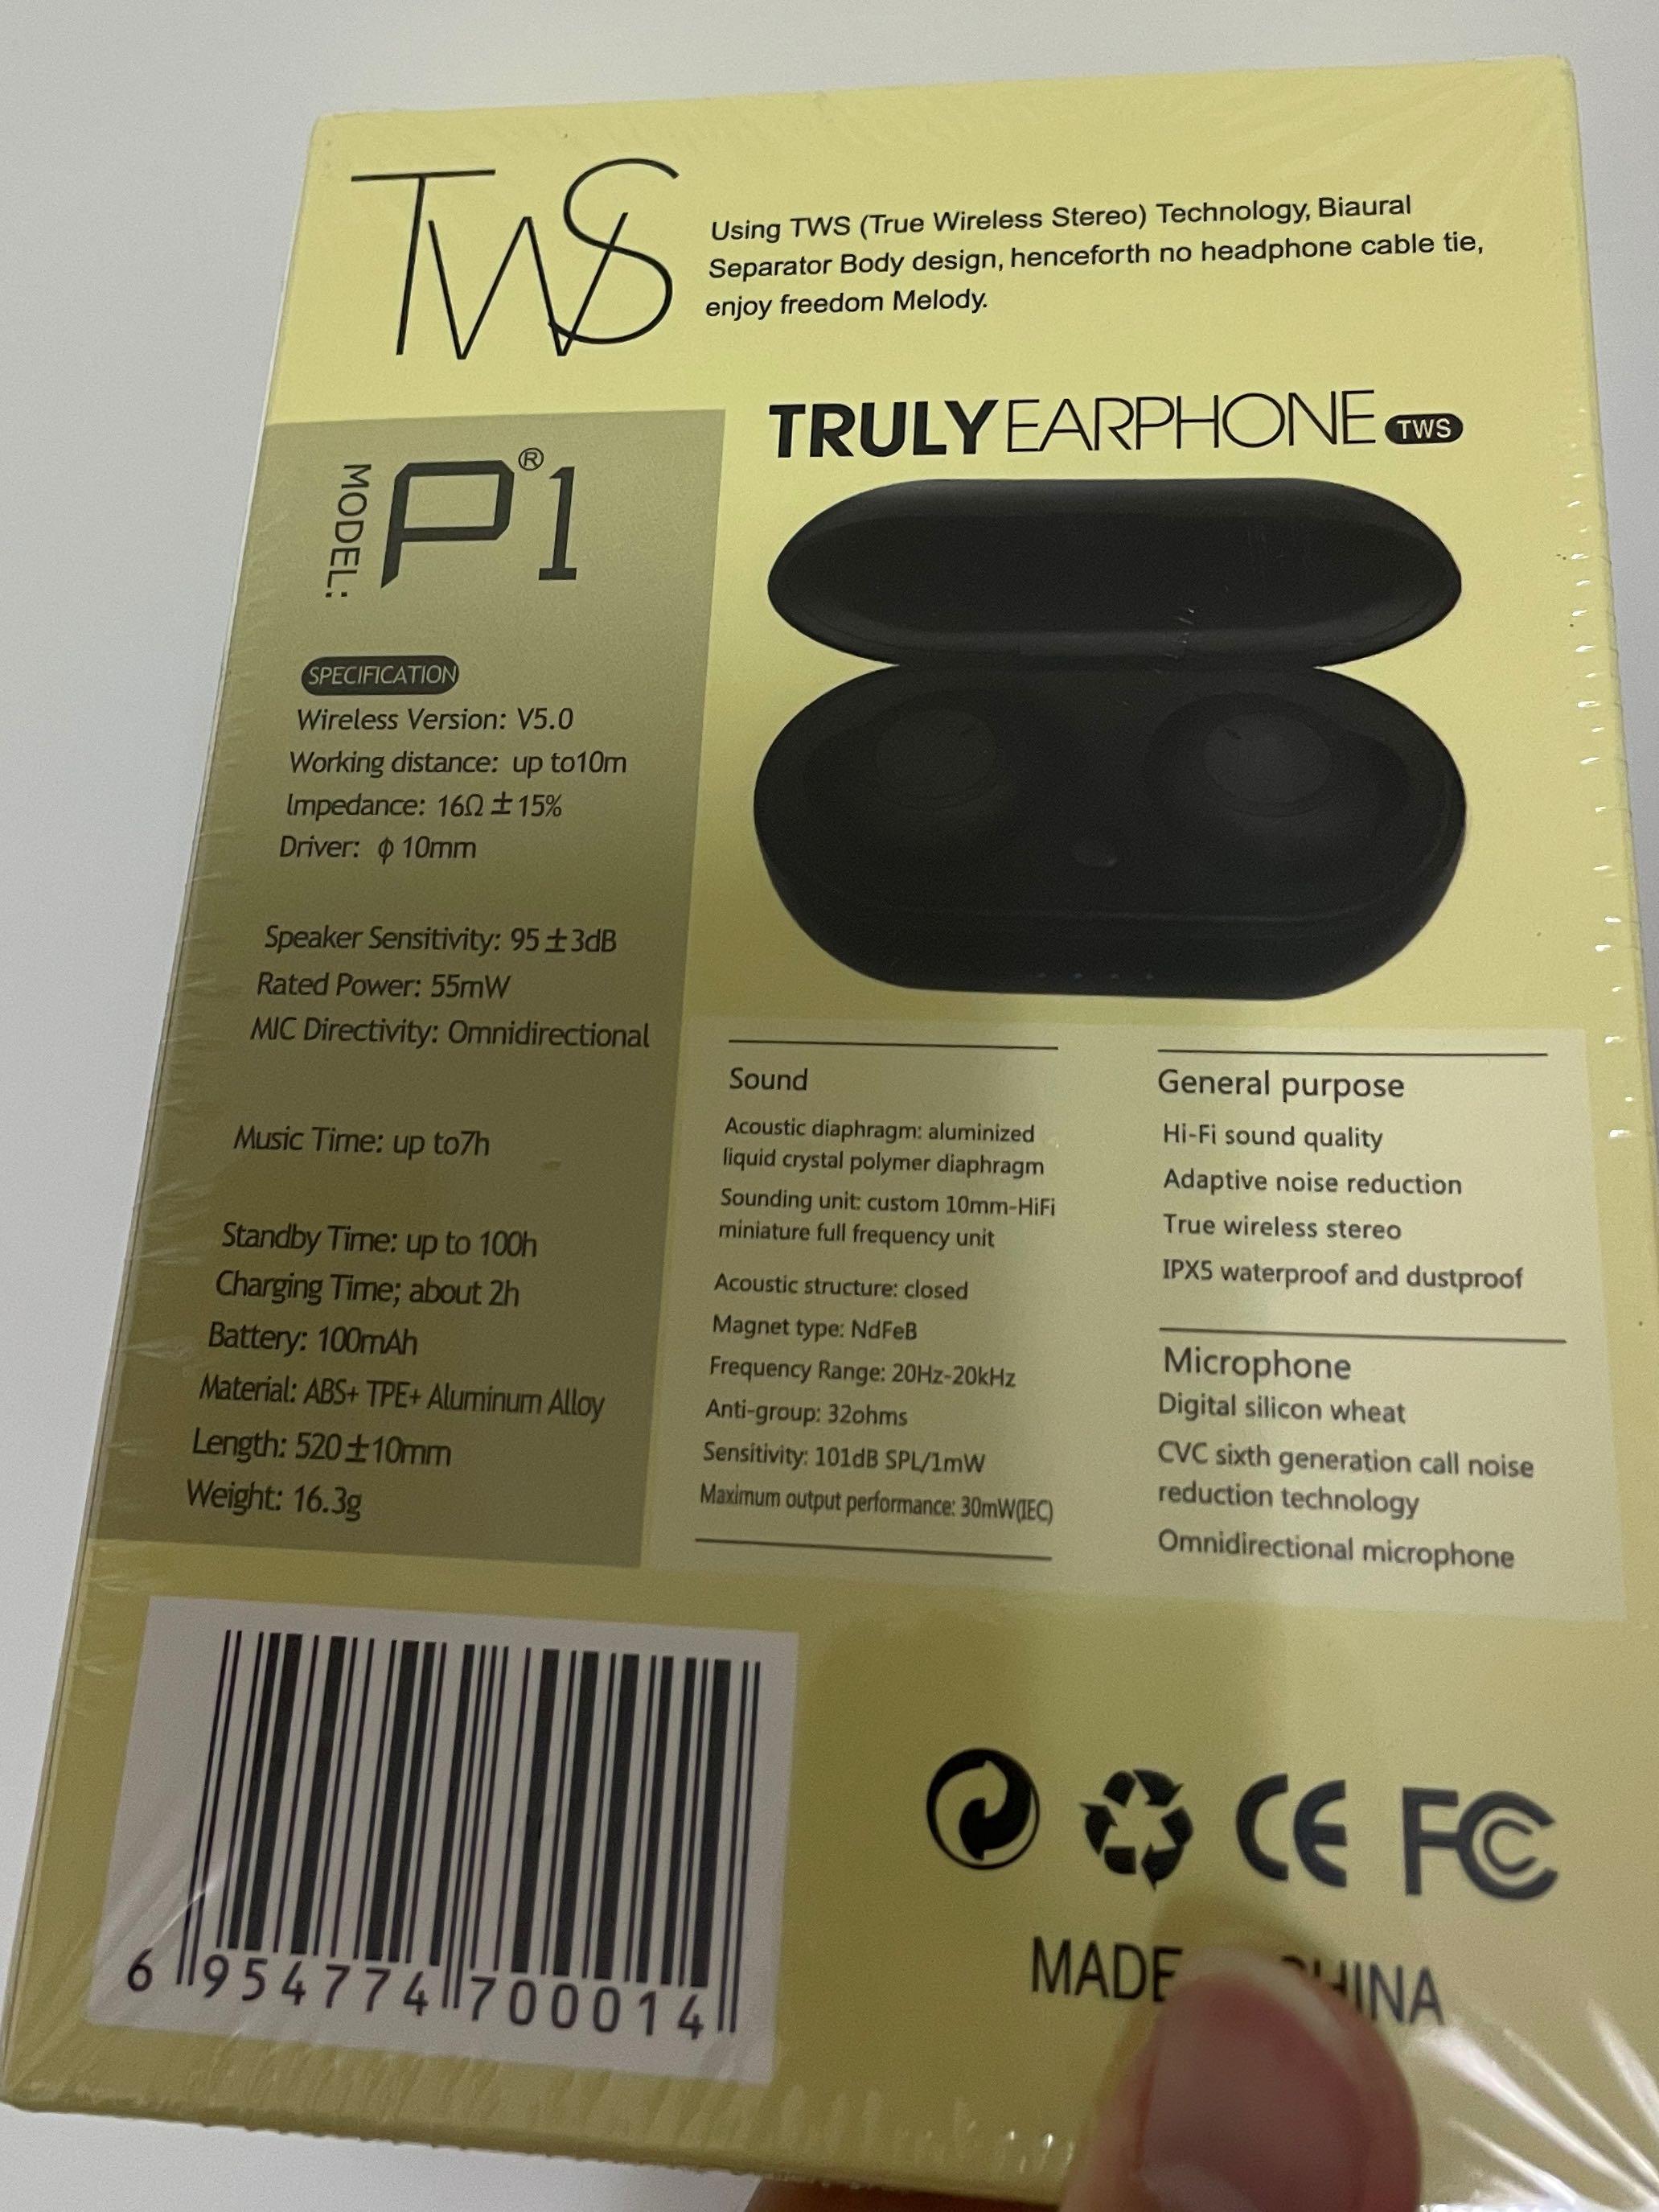 TWS
Using TWS (True Wireless Stereo) Technology, Biaural
Separator Body design, henceforth no headphone cable tie,
enjoy freedom Melody.
TRULY EARPHONE TWS
MODEL: P®1
SPECIFICATION
Wireless Version: V5.0
Working distance: up to10m
Impedance: 16Ω ±15%
Driver: ϕ 10mm
Speaker Sensitivity: 95±3dB
Rated Power: 55mW
MIC Directivity: Omnidirectional
Music Time: up to7h
Standby Time: up to 100h
Charging Time; about 2h
Battery: 100mAh
Material: ABS+ TPE+ Aluminum Alloy
Length: 520±10mm
Weight: 16.3g
Sound
Acoustic diaphragm: aluminized
liquid crystal polymer diaphragm
Sounding unit: custom 10mm-HiFi
miniature full frequency unit
Acoustic structure: closed
Magnet type: NdFeB
Frequency Range: 20Hz-20kHz
Anti-group: 32ohms
Sensitivity: 101dB SPL/1mW
Maximum output performance: 30mW(IEC)
General purpose
Hi-Fi sound quality
Adaptive noise reduction
True wireless stereo
IPX5 waterproof and dustproof
Microphone
Digital silicon wheat
CVC sixth generation call noise
reduction technology
Omnidirectional microphone
6 954774 700014
CE FC
MADE HINA